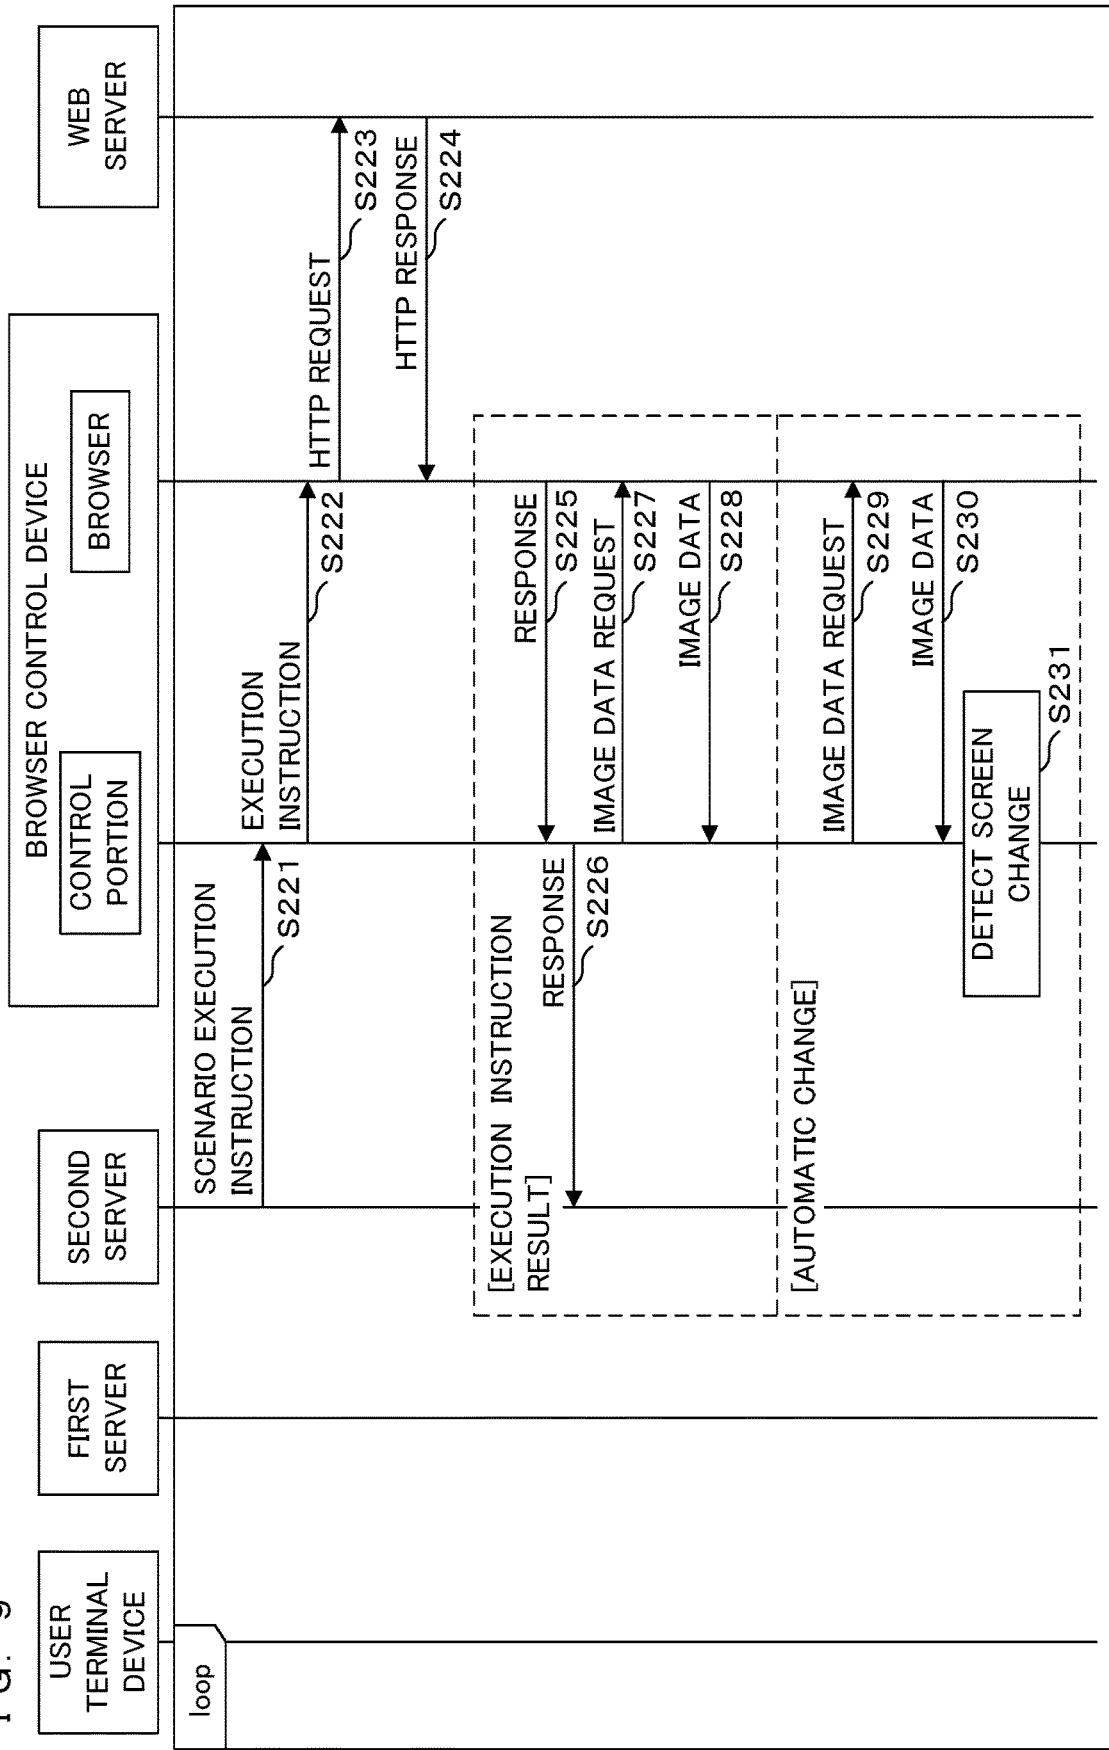 FIG. 9
USER
TERMINAL
DEVICE
FIRST
SERVER
SECOND
SERVER
BROWSER CONTROL DEVICE
CONTROL
PORTION
BROWSER
WEB
SERVER
loop
SCENARIO EXECUTION
INSTRUCTION
S221
EXECUTION
INSTRUCTION
S222
HTTP REQUEST
S223
HTTP RESPONSE
S224
[EXECUTION INSTRUCTION
RESULT]
RESPONSE
S225
RESPONSE
S226
IMAGE DATA REQUEST
S227
IMAGE DATA
S228
[AUTOMATIC CHANGE]
IMAGE DATA REQUEST
S229
IMAGE DATA
S230
DETECT SCREEN
CHANGE
S231